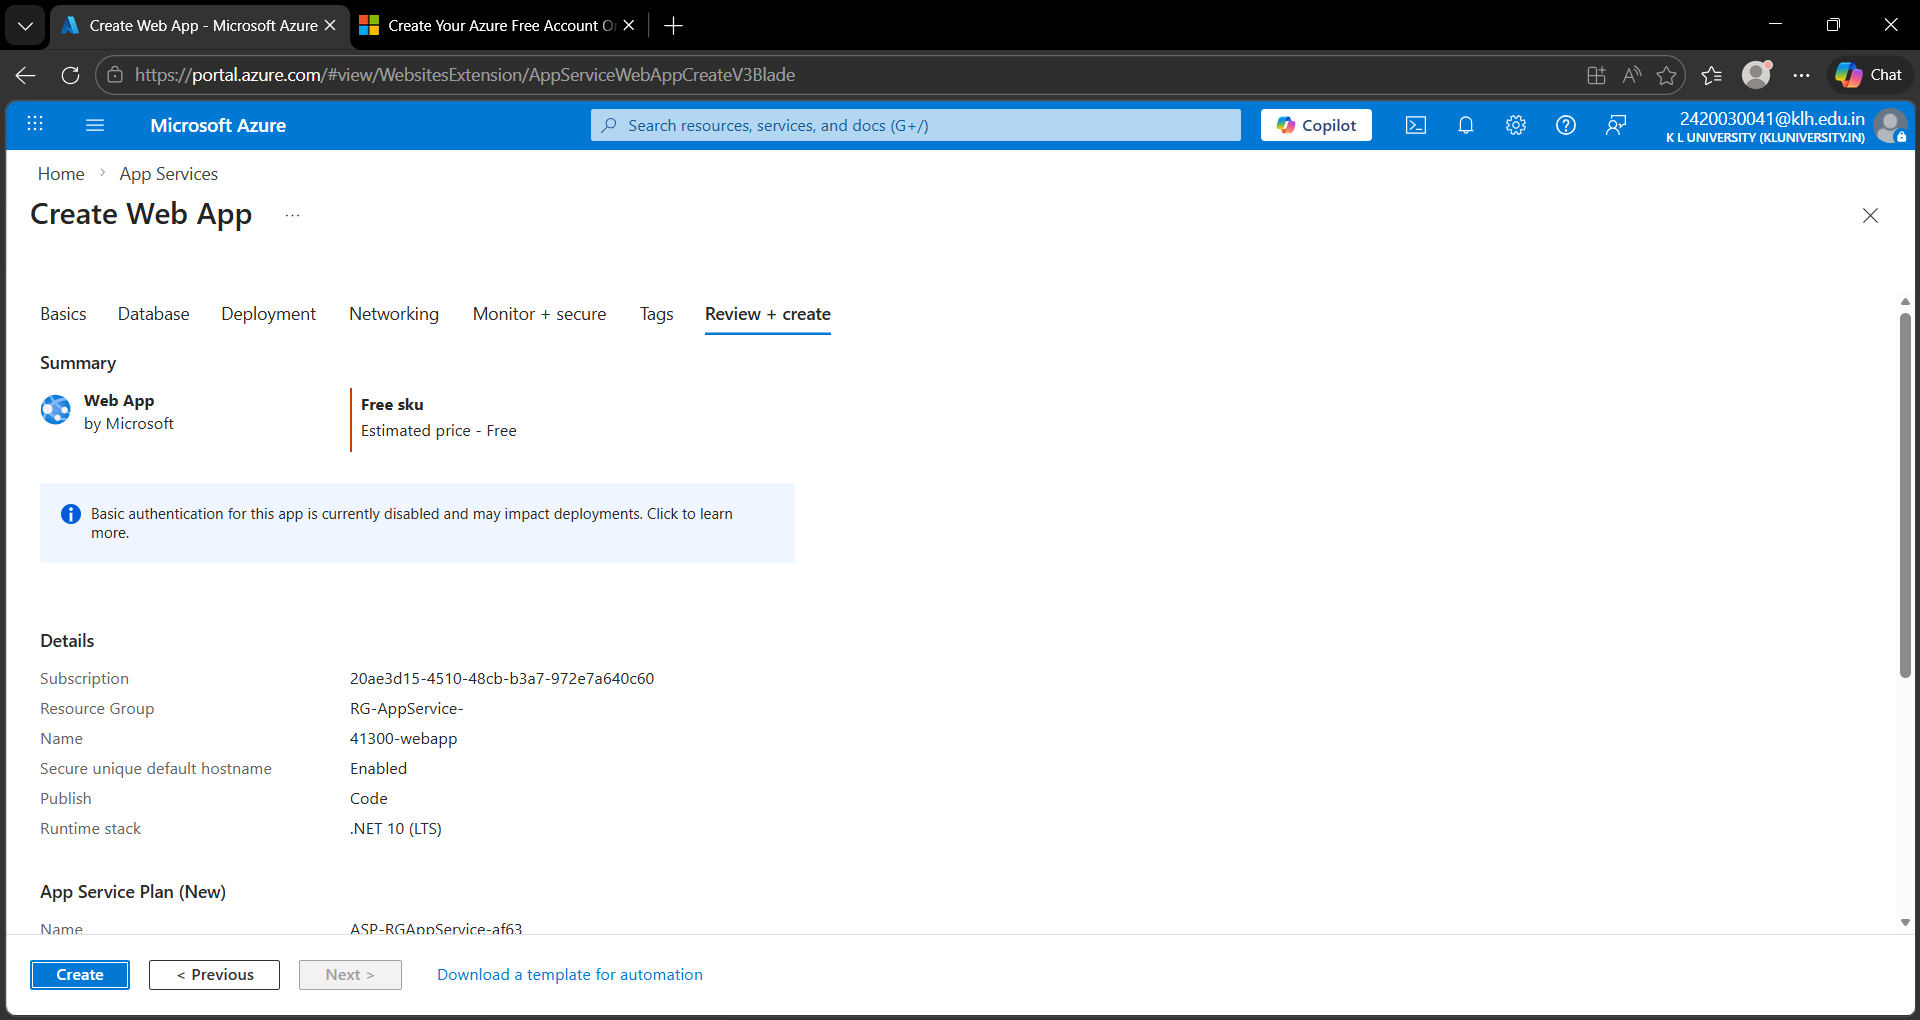 Create Web App - Microsoft Azure
Create Your Azure Free Account O
https://portal.azure.com/#view/WebsitesExtension/AppServiceWebAppCreateV3Blade
Chat
Microsoft Azure
Search resources, services, and docs (G+/)
Copilot
2420030041@klh.edu.in
K L UNIVERSITY (KLUNIVERSITY.IN)
Home > App Services
Create Web App ...
Basics Database Deployment Networking Monitor + secure Tags Review + create
Summary
Web App
by Microsoft
Free sku
Estimated price - Free
Basic authentication for this app is currently disabled and may impact deployments. Click to learn
more.
Details
Subscription 20ae3d15-4510-48cb-b3a7-972e7a640c60
Resource Group RG-AppService-
Name 41300-webapp
Secure unique default hostname Enabled
Publish Code
Runtime stack .NET 10 (LTS)
App Service Plan (New)
Name ASP-RGAppService-af63
Create < Previous Next > Download a template for automation